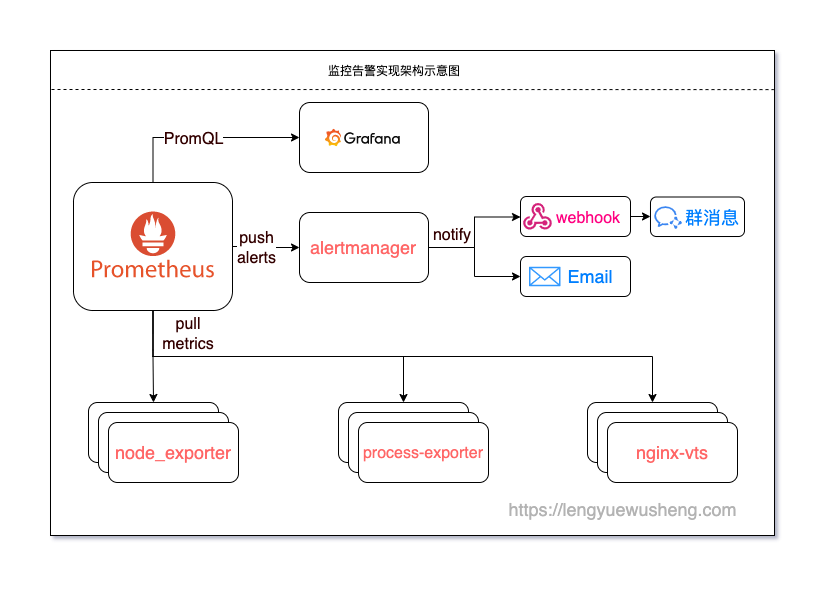 监控告警实现架构示意图
PromQL
Grafana
Prometheus
push
alerts
alertmanager
notify
webhook
群消息
Email
pull
metrics
node_exporter
process-exporter
nginx-vts
https://lengyuewusheng.com